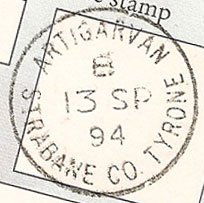 stamp
ARTIGARVAN
8
13 SP
94
STRABANE CO. TYRONE